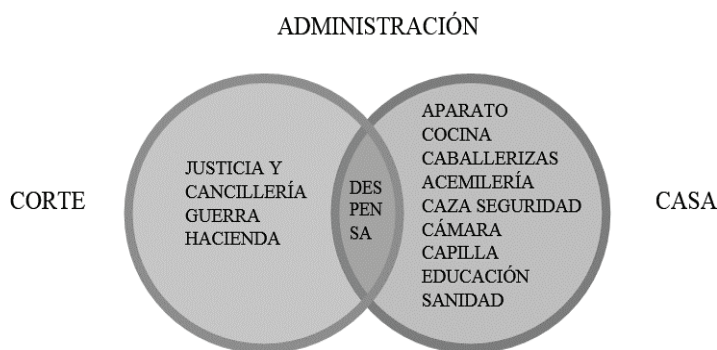 ADMINISTRACIÓN
CORTE
JUSTICIA Y
CANCILLERÍA
GUERRA
HACIENDA
DES
PEN
SA
APARATO
COCINA
CABALLERIZAS
ACEMILERÍA
CAZA SEGURIDAD
CÁMARA
CAPILLA
EDUCACIÓN
SANIDAD
CASA